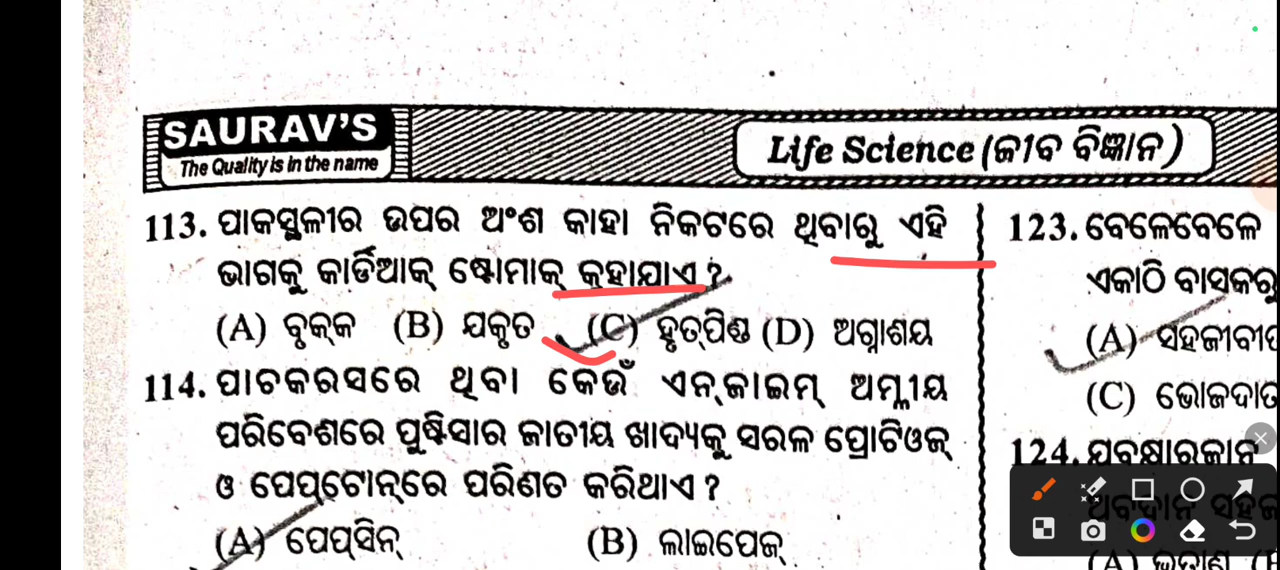 SAURAV'S
The Quality is in the name
Life Science (ଜୀବ ବିଜ୍ଞାନ)
113. ପାକସ୍ଥଳୀର ଉପର ଅଂଶ କାହା ନିକଟରେ ଥିବାରୁ ଏହି
ଭାଗକୁ କାର୍ଡିଆକ୍ ଷ୍ଟୋମାକ୍ କୁହାଯାଏ ?
(A) ବୃକ୍‌କ (B) ଯକୃତ (C) ହୃତ୍‌ପିଣ୍ଡ (D) ଅଗ୍ନାଶୟ
114. ପାଚକରସରେ ଥିବା କେଉଁ ଏନ୍‌ଜାଇମ୍ ଅମ୍ଳୀୟ
ପରିବେଶରେ ପୁଷ୍ଟିସାର ଜାତୀୟ ଖାଦ୍ୟକୁ ସରଳ ପ୍ରୋଟିଓଜ୍
ଓ ପେପ୍‌ଟୋନ୍‌ରେ ପରିଣତ କରିଥାଏ ?
(A) ପେପ୍‌ସିନ୍ (B) ଲାଇପେଜ୍
123. ବେଳେବେଳେ
ଏକାଠି ବାସକରୁ
(A) ସହଜୀବୀ
(C) ଭୋଜଦାତ
124. ଯବକ୍ଷାରଜାନ